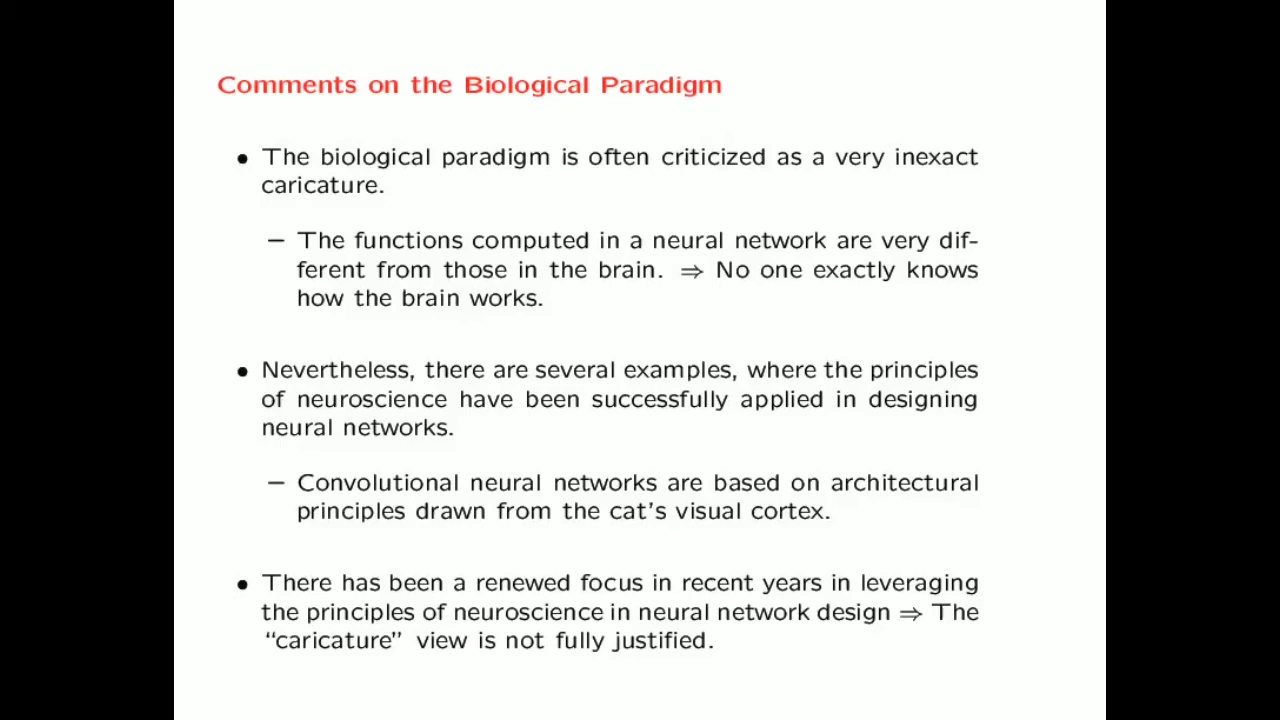 Comments on the Biological Paradigm
• The biological paradigm is often criticized as a very inexact
caricature.
– The functions computed in a neural network are very dif-
ferent from those in the brain. ⇒ No one exactly knows
how the brain works.
• Nevertheless, there are several examples, where the principles
of neuroscience have been successfully applied in designing
neural networks.
– Convolutional neural networks are based on architectural
principles drawn from the cat's visual cortex.
• There has been a renewed focus in recent years in leveraging
the principles of neuroscience in neural network design ⇒ The
“caricature” view is not fully justified.